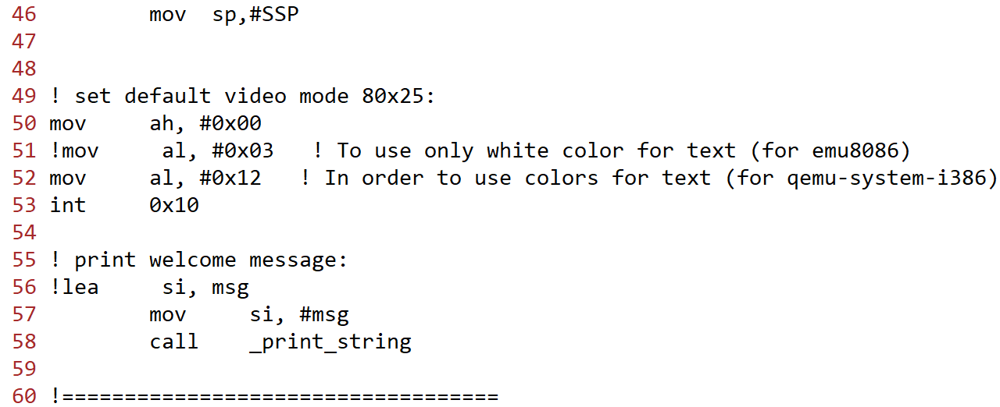 46         mov  sp,#SSP
47
48
49 ! set default video mode 80x25:
50 mov     ah, #0x00
51 !mov     al, #0x03   ! To use only white color for text (for emu8086)
52 mov     al, #0x12   ! In order to use colors for text (for qemu-system-i386)
53 int     0x10
54
55 ! print welcome message:
56 !lea     si, msg
57         mov     si, #msg
58         call    _print_string
59
60 !===================================